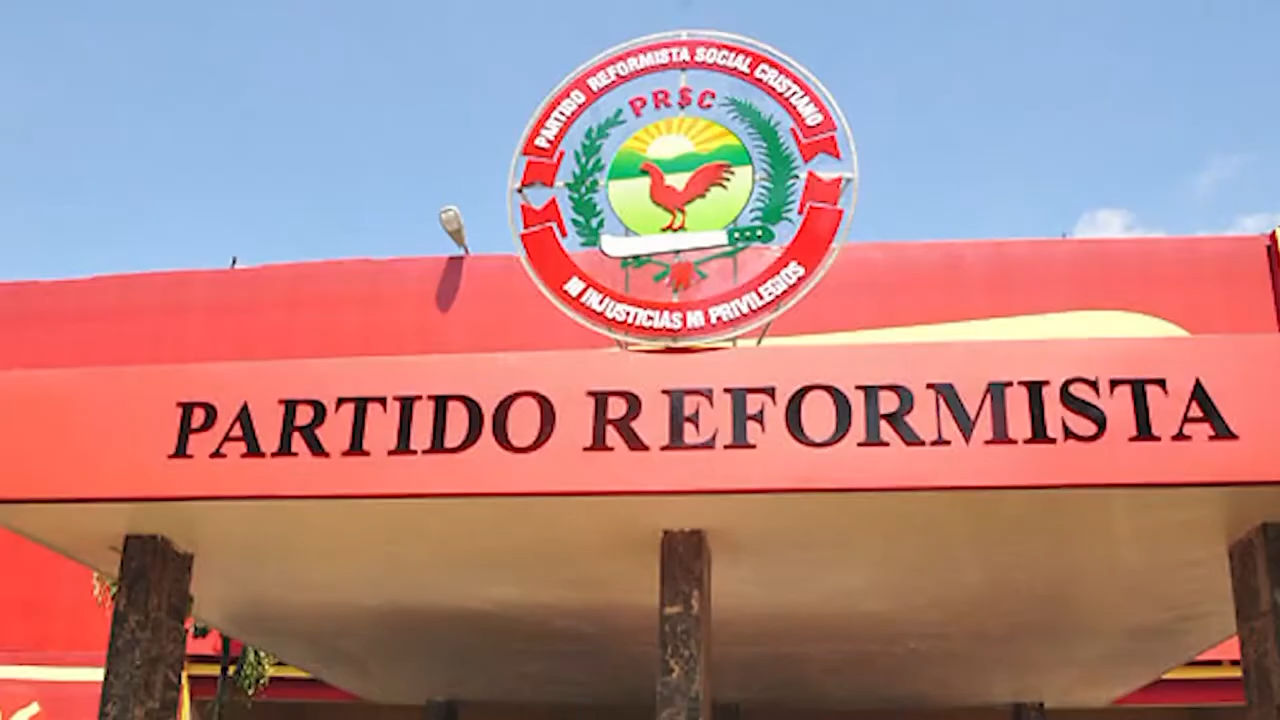 PARTIDO REFORMISTA SOCIAL CRISTIANO
PRSC
NI INJUSTICIAS NI PRIVILEGIOS
PARTIDO REFORMISTA